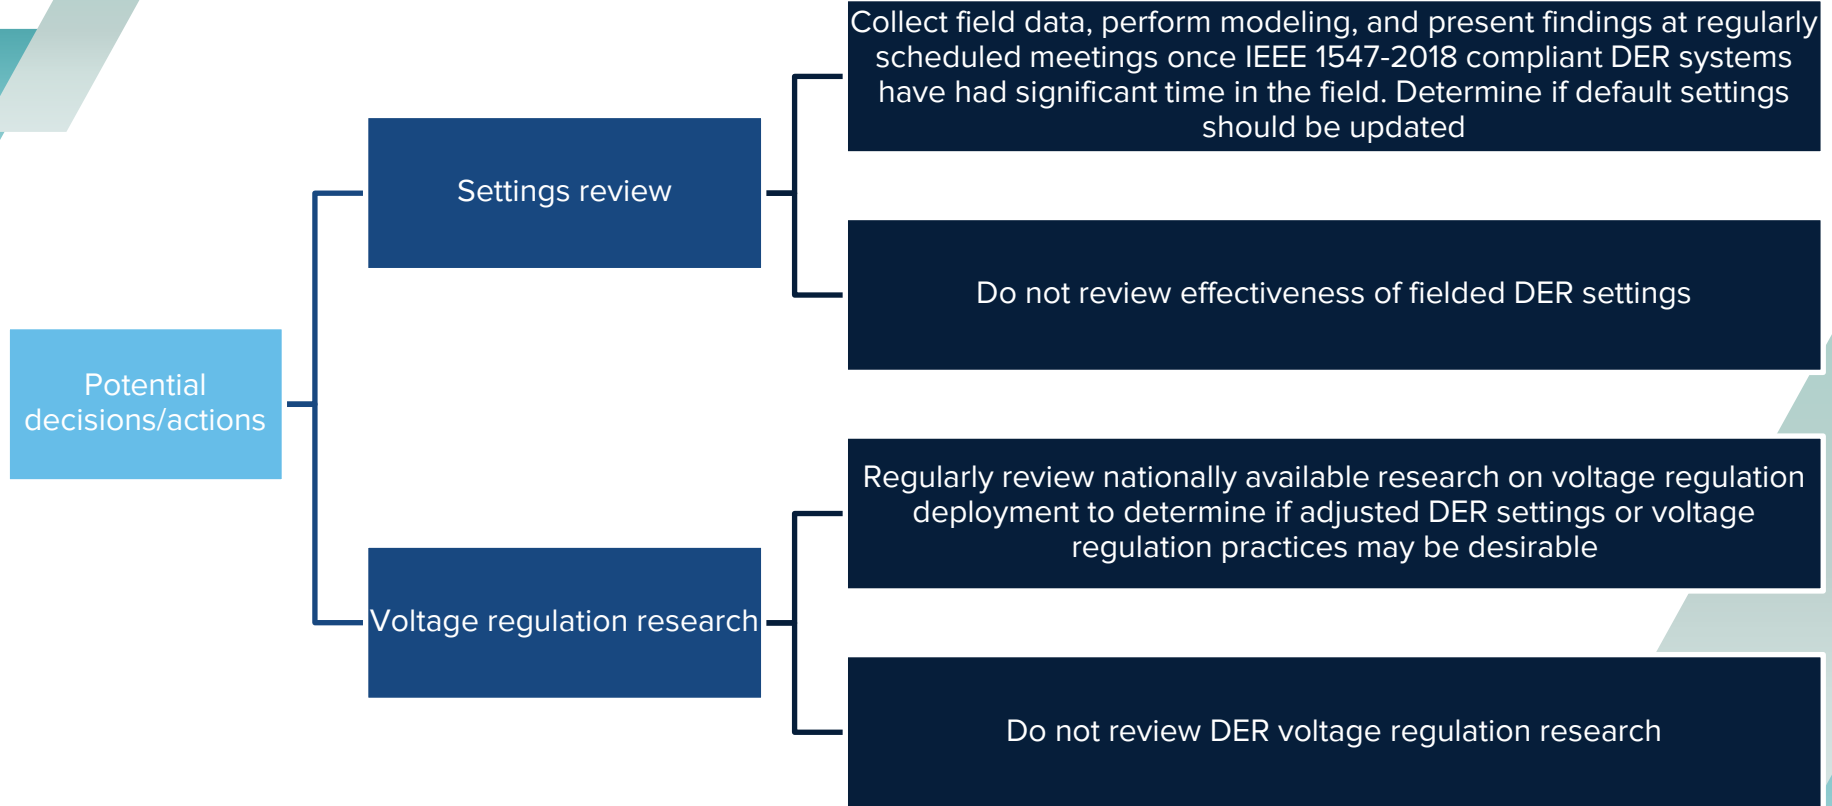 Potential
decisions/actions
Settings review
Collect field data, perform modeling, and present findings at regularly
scheduled meetings once IEEE 1547-2018 compliant DER systems
have had significant time in the field. Determine if default settings
should be updated
Do not review effectiveness of fielded DER settings
Voltage regulation research
Regularly review nationally available research on voltage regulation
deployment to determine if adjusted DER settings or voltage
regulation practices may be desirable
Do not review DER voltage regulation research